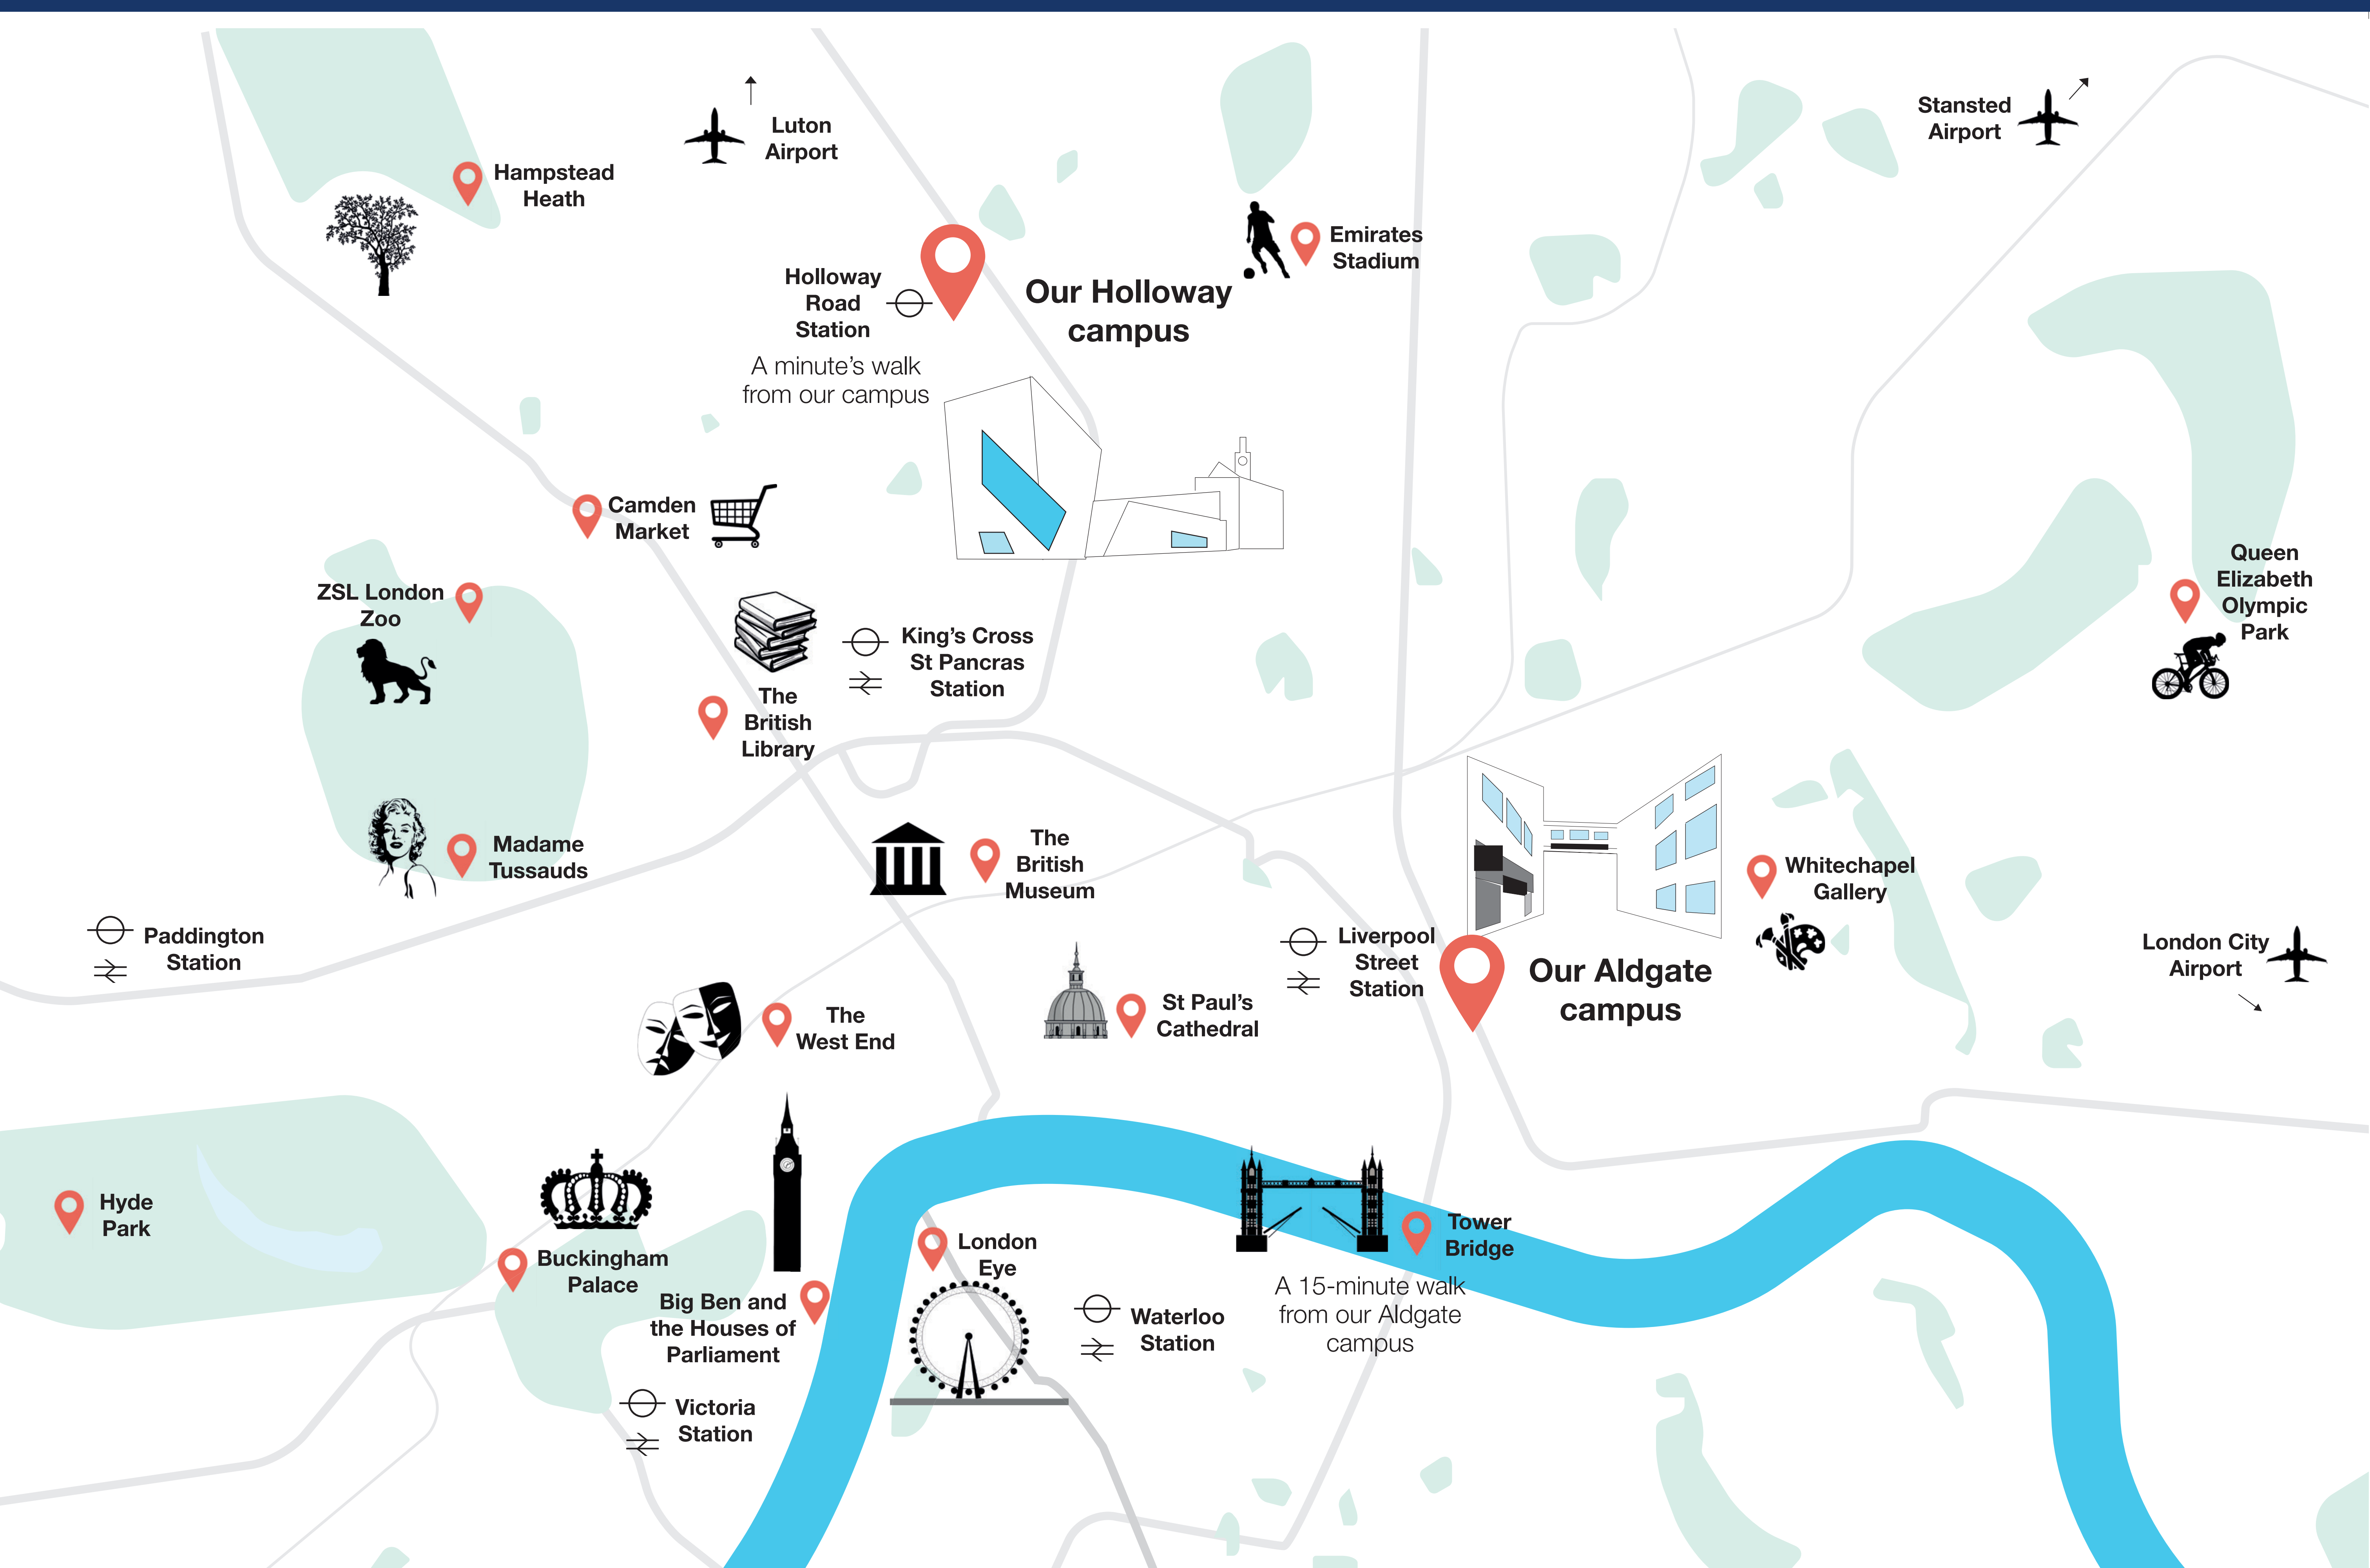 Luton
Airport
Stansted
Airport
Hampstead
Heath
Emirates
Stadium
Holloway
Road
Station
A minute’s walk
from our campus
Our Holloway
campus
Camden
Market
Queen
Elizabeth
Olympic
Park
ZSL London
Zoo
King’s Cross
St Pancras
Station
The
British
Library
Madame
Tussauds
The
British
Museum
Whitechapel
Gallery
Paddington
Station
Liverpool
Street
Station
Our Aldgate
campus
London City
Airport
The
West End
St Paul’s
Cathedral
Hyde
Park
Buckingham
Palace
Big Ben and
the Houses of
Parliament
London
Eye
Tower
Bridge
A 15-minute walk
from our Aldgate
campus
Waterloo
Station
Victoria
Station